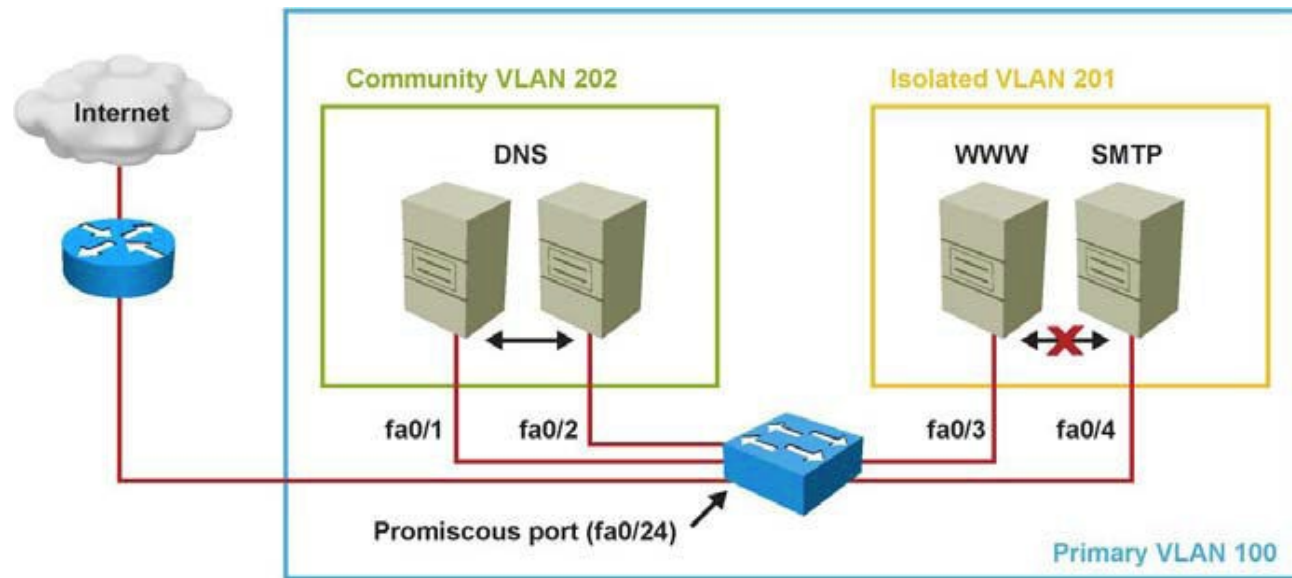 Community VLAN 202
Isolated VLAN 201
Internet
DNS
WWW
SMTP
fa0/1
fa0/2
fa0/3
fa0/4
Promiscous port (fa0/24)
Primary VLAN 100